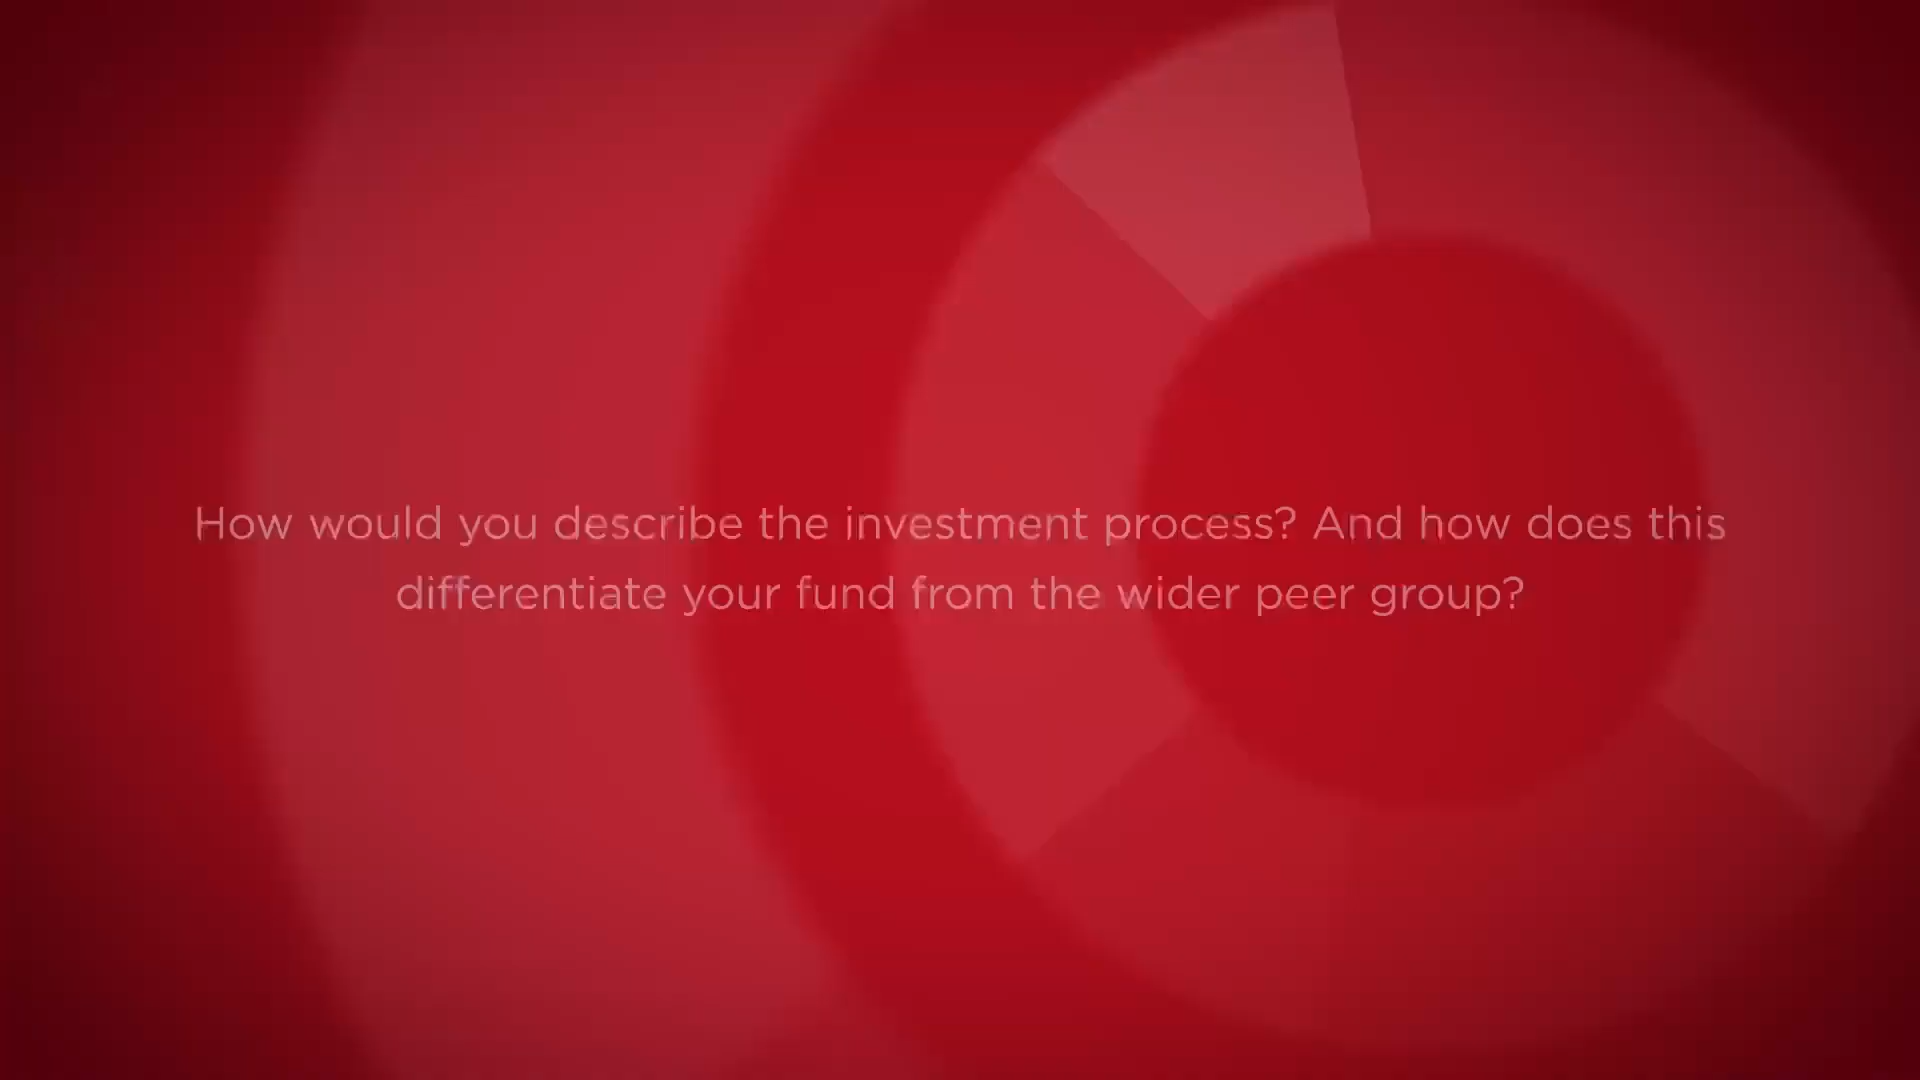 How would you describe the investment process? And how does this
differentiate your fund from the wider peer group?